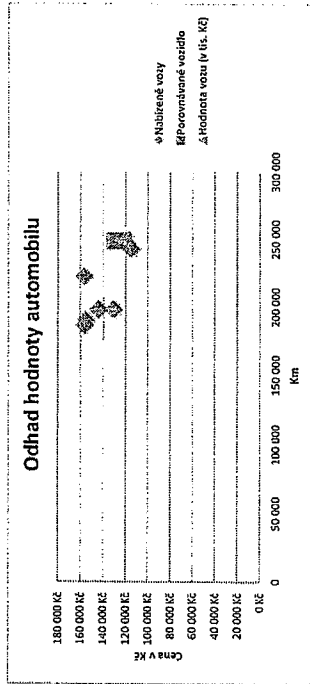 Odhad hodnoty automobilu
180 000 Kč
160 000 Kč
140 000 Kč
120 000 Kč
100 000 Kč
80 000 Kč
60 000 Kč
40 000 Kč
20 000 Kč
0 Kč
Cena v Kč
0
50 000
100 000
150 000
200 000
250 000
300 000
Km
Nabízené vozy
Porovnávané vozidlo
Hodnota vozu (v tis. Kč)